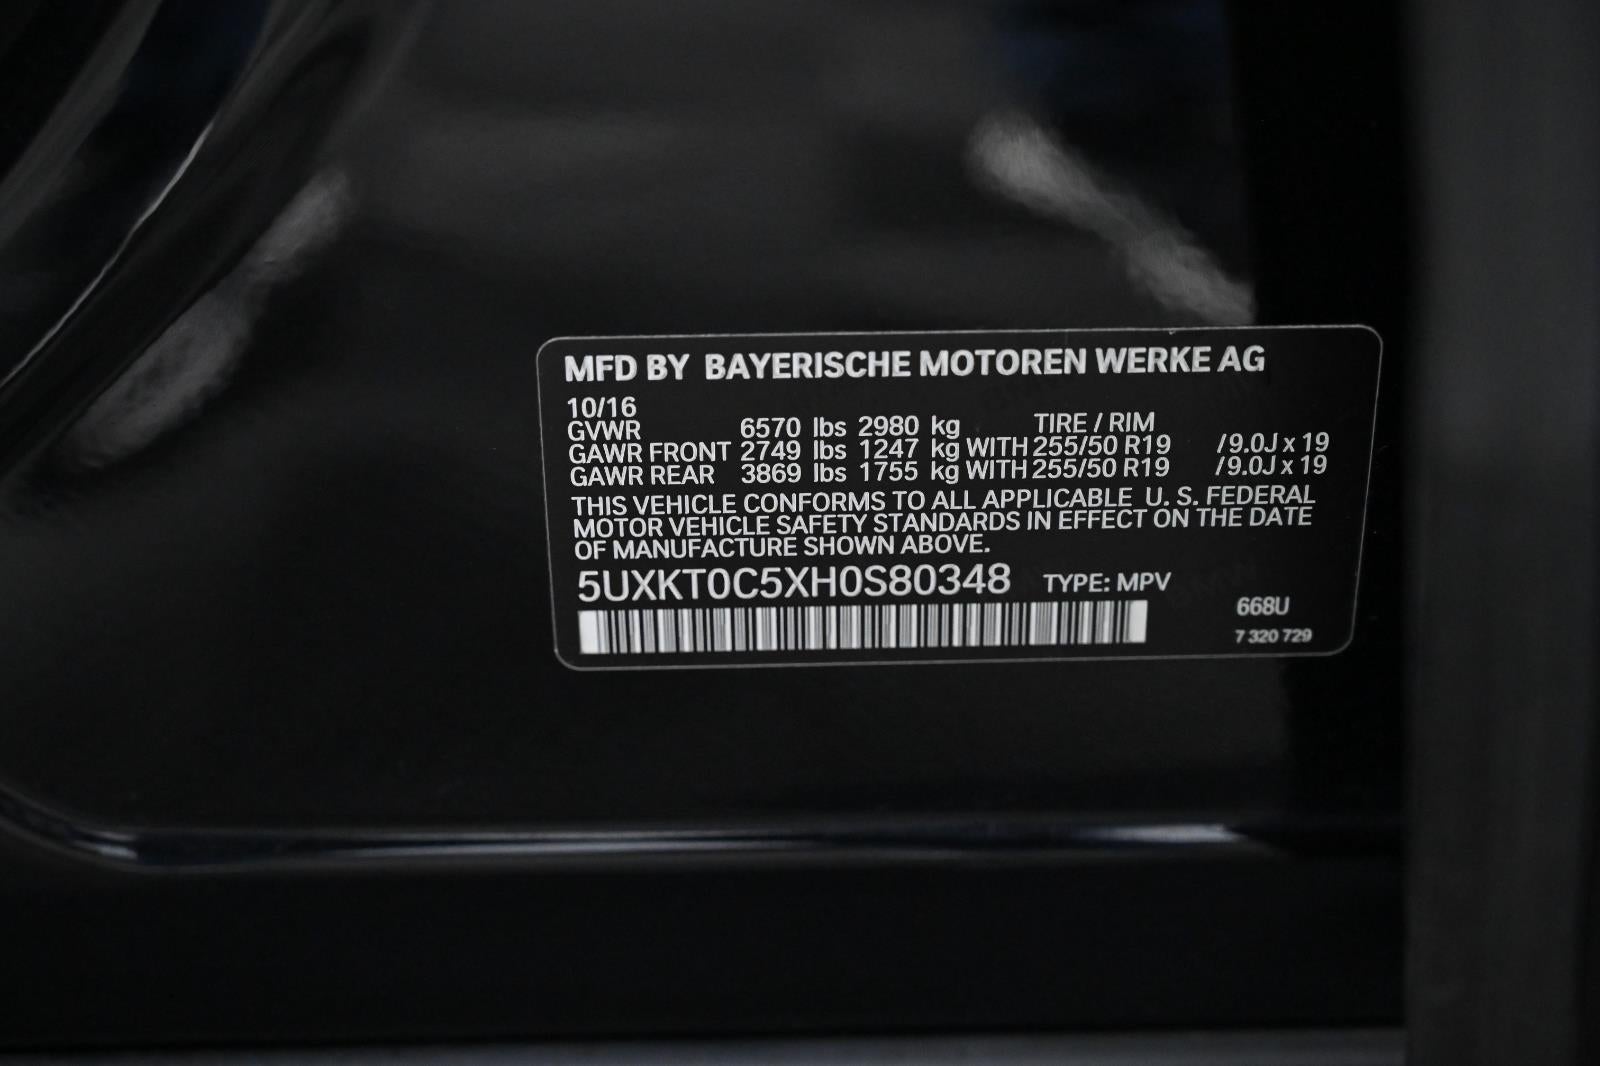 MFD BY BAYERISCHE MOTOREN WERKE AG
10/16
GVWR 6570 lbs 2980 kg TIRE / RIM
GAWR FRONT 2749 lbs 1247 kg WITH 255/50 R19 /9.0J x 19
GAWR REAR 3869 lbs 1755 kg WITH 255/50 R19 /9.0J x 19
THIS VEHICLE CONFORMS TO ALL APPLICABLE U. S. FEDERAL
MOTOR VEHICLE SAFETY STANDARDS IN EFFECT ON THE DATE
OF MANUFACTURE SHOWN ABOVE.
5UXKT0C5XH0S80348 TYPE: MPV
668U
7 320 729